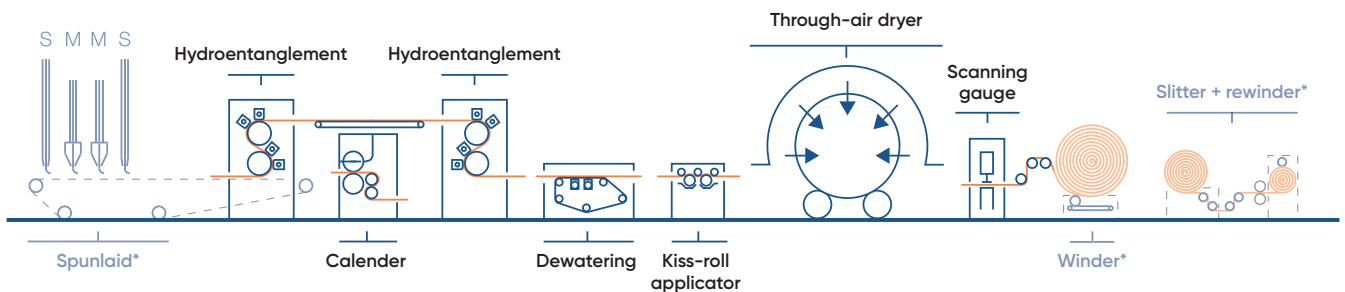 S M M S
Hydroentanglement
Hydroentanglement
Through-air dryer
Scanning
gauge
Slitter + rewinder*
Spunlaid*
Calender
Dewatering
Kiss-roll
applicator
Winder*